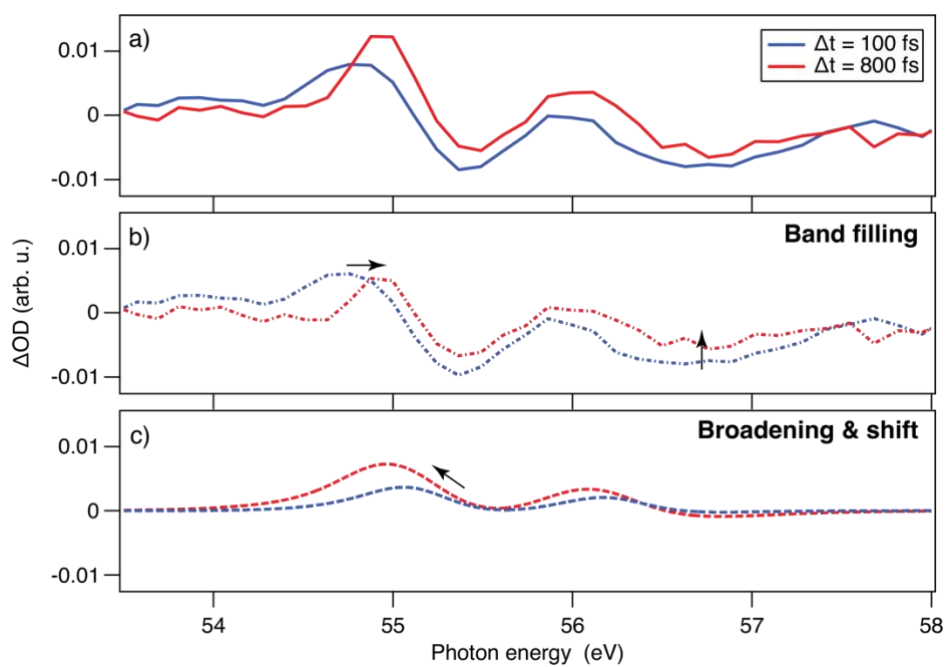 a)
Δt = 100 fs
Δt = 800 fs
0.01
0
-0.01
b)
Band filling
0.01
0
-0.01
ΔOD (arb. u.)
c)
Broadening & shift
0.01
0
-0.01
54 55 56 57 58
Photon energy (eV)